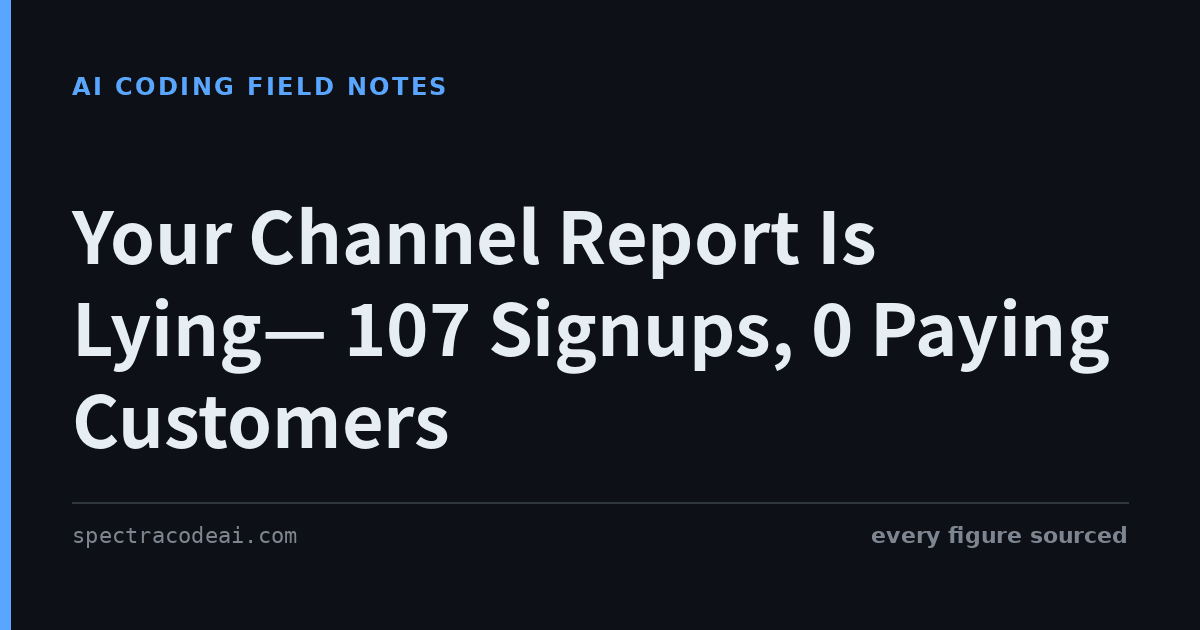 AI CODING FIELD NOTES
Your Channel Report Is
Lying— 107 Signups, 0 Paying
Customers
spectracodeai.com
every figure sourced